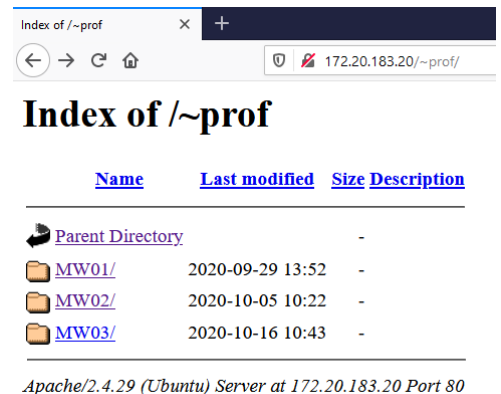 Index of /~prof
172.20.183.20/~prof/
Index of /~prof
Name Last modified Size Description
Parent Directory -
MW01/ 2020-09-29 13:52 -
MW02/ 2020-10-05 10:22 -
MW03/ 2020-10-16 10:43 -
Apache/2.4.29 (Ubuntu) Server at 172.20.183.20 Port 80